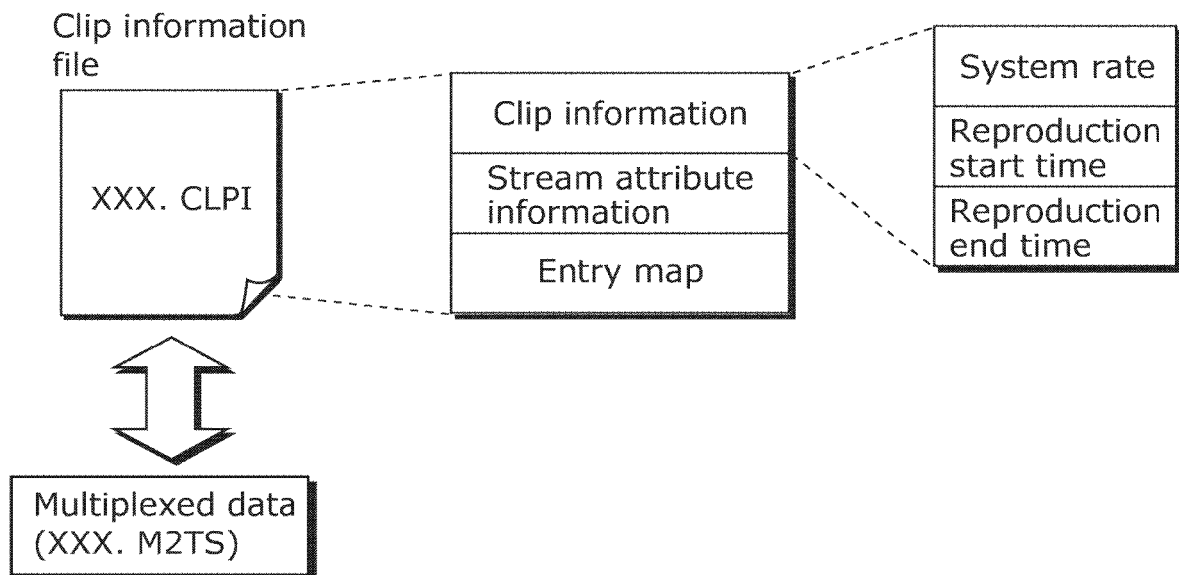 Clip information
file
XXX. CLPI
Multiplexed data
(XXX. M2TS)
Clip information
Stream attribute
information
Entry map
System rate
Reproduction
start time
Reproduction
end time